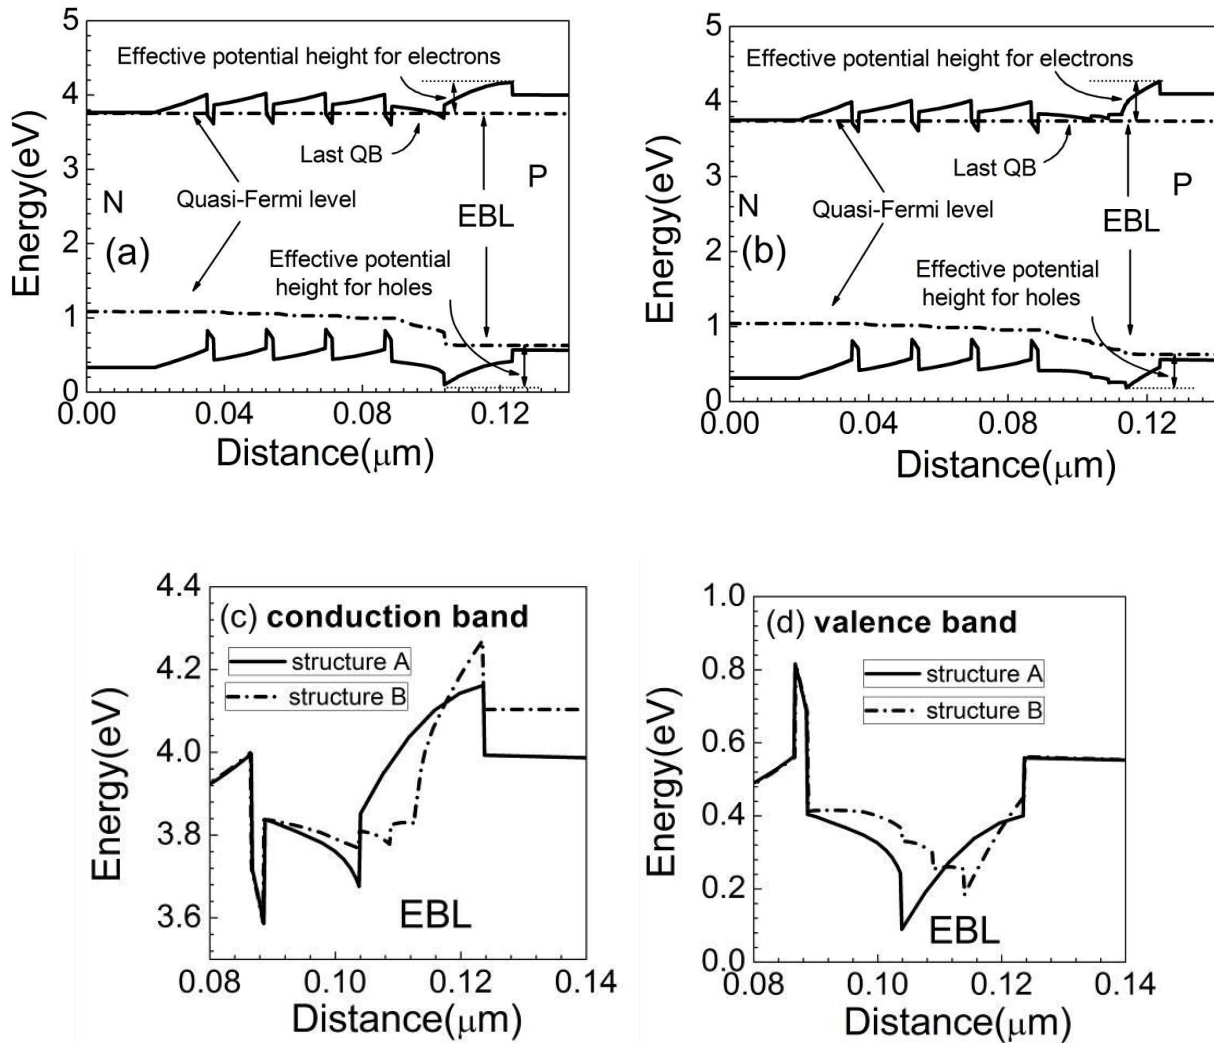 5
4
3
2
1
0
Energy(eV)
Effective potential height for electrons
Last QB
Quasi-Fermi level
N
P
EBL
(a)
Effective potential
height for holes
0.00 0.04 0.08 0.12
Distance(μm)
5
4
3
2
1
0
Energy(eV)
Effective potential height for electrons
Last QB
Quasi-Fermi level
N
P
EBL
(b)
Effective potential
height for holes
0.00 0.04 0.08 0.12
Distance(μm)
4.4
4.2
4.0
3.8
3.6
Energy(eV)
(c) conduction band
structure A
structure B
EBL
0.08 0.10 0.12 0.14
Distance(μm)
1.0
0.8
0.6
0.4
0.2
0.0
Energy(eV)
(d) valence band
structure A
structure B
EBL
0.08 0.10 0.12 0.14
Distance(μm)